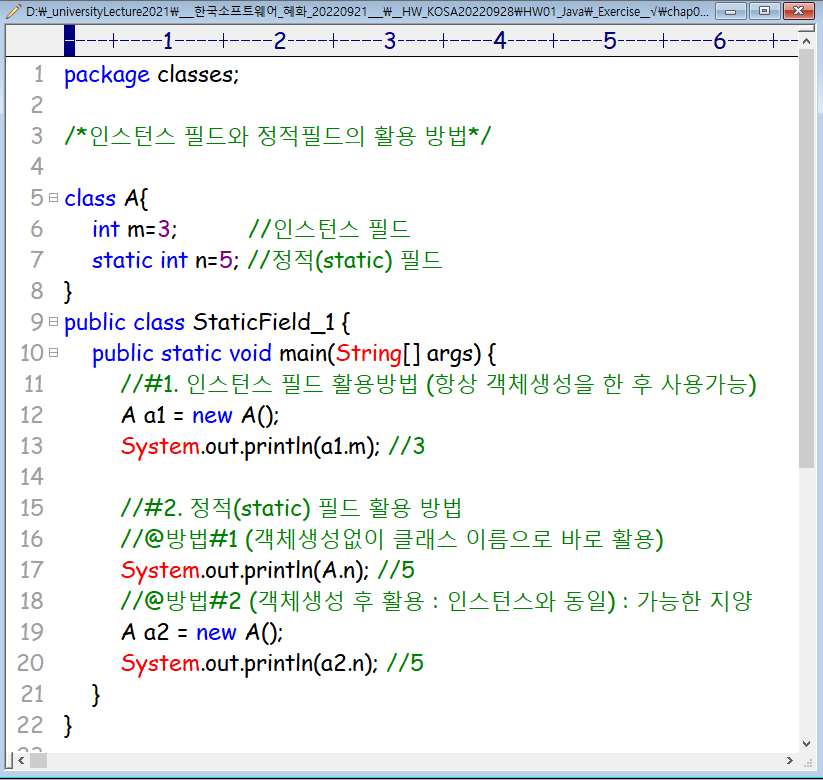 D:\_universityLecture2021\___한국소프트웨어_혜화_20220921___\__HW_KOSA20220928\HW01_Java\_Exercise__√\chap0...
1 2 3 4 5 6
1 package classes;
2
3 /*인스턴스 필드와 정적필드의 활용 방법*/
4
5 class A{
6 int m=3; //인스턴스 필드
7 static int n=5; //정적(static) 필드
8 }
9 public class StaticField_1 {
10 public static void main(String[] args) {
11 //#1. 인스턴스 필드 활용방법 (항상 객체생성을 한 후 사용가능)
12 A a1 = new A();
13 System.out.println(a1.m); //3
14
15 //#2. 정적(static) 필드 활용 방법
16 //@방법#1 (객체생성없이 클래스 이름으로 바로 활용)
17 System.out.println(A.n); //5
18 //@방법#2 (객체생성 후 활용 : 인스턴스와 동일) : 가능한 지양
19 A a2 = new A();
20 System.out.println(a2.n); //5
21 }
22 }